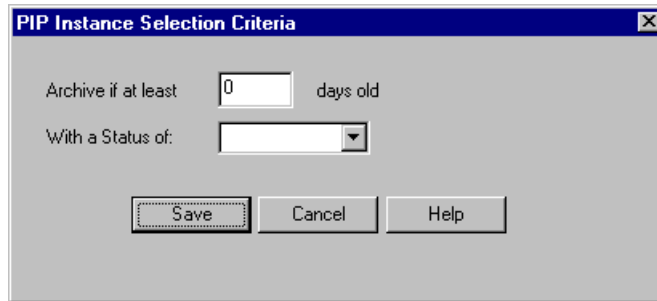 PIP Instance Selection Criteria
Archive if at least 0 days old
With a Status of:
Save Cancel Help